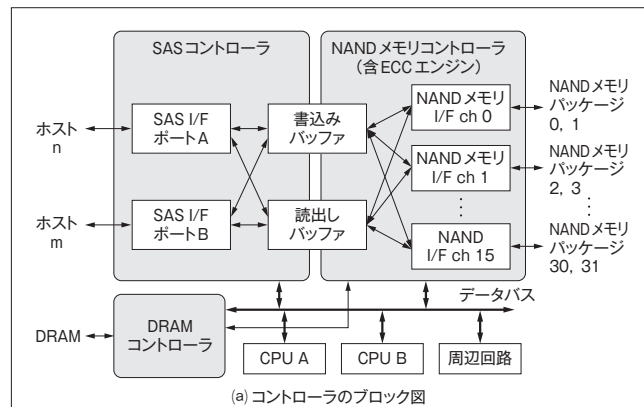 SASコントローラ
NANDメモリコントローラ
(含ECCエンジン)
ホスト
n
SAS I/F
ポートA
書込み
バッファ
NANDメモリ
I/F ch 0
NANDメモリ
パッケージ
0, 1
NANDメモリ
I/F ch 1
NANDメモリ
パッケージ
2, 3
ホスト
m
SAS I/F
ポートB
読出し
バッファ
NAND
I/F ch 15
NANDメモリ
パッケージ
30, 31
データバス
DRAM
DRAM
コントローラ
CPU A
CPU B
周辺回路
(a) コントローラのブロック図